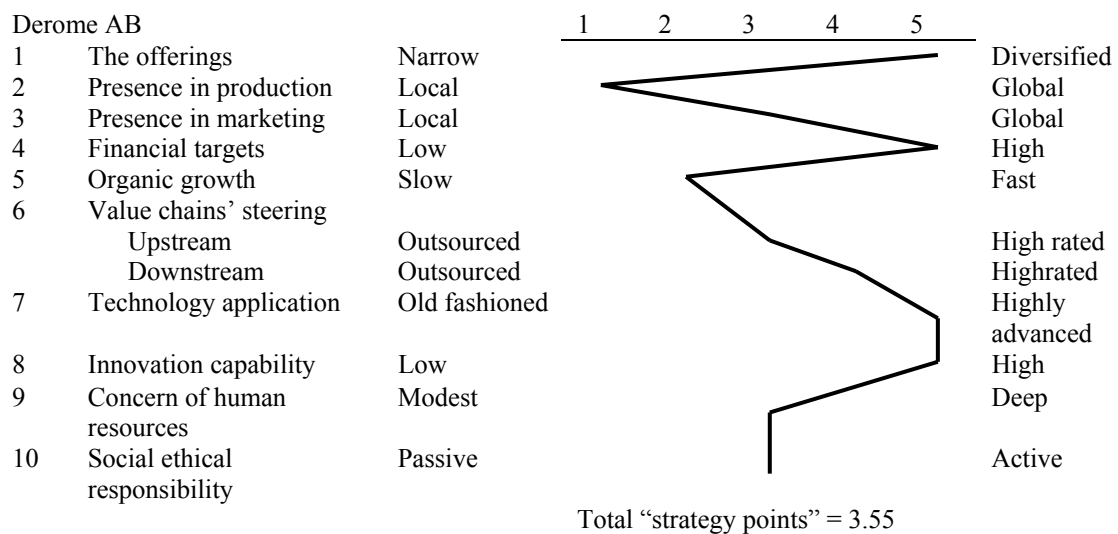 Derome AB 1 2 3 4 5
1 The offerings Narrow Diversified
2 Presence in production Local Global
3 Presence in marketing Local Global
4 Financial targets Low High
5 Organic growth Slow Fast
6 Value chains’ steering
Upstream Outsourced High rated
Downstream Outsourced Highrated
7 Technology application Old fashioned Highly
advanced
8 Innovation capability Low High
9 Concern of human Modest Deep
resources
10 Social ethical Passive Active
responsibility
Total “strategy points” = 3.55